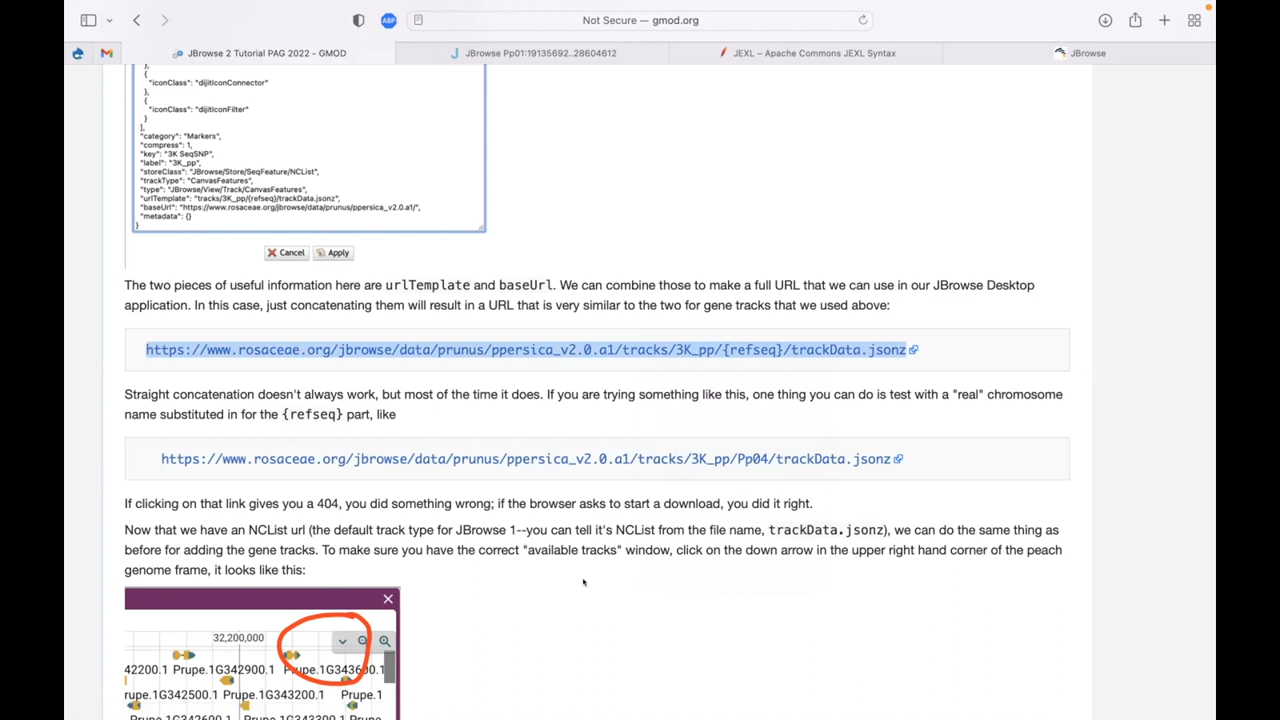 Not Secure — gmod.org
JBrowse 2 Tutorial PAG 2022 - GMOD
JBrowse Pp01:19135692..28604612
JEXL – Apache Commons JEXL Syntax
JBrowse
ABP
},
{
"iconClass": "dijitIconConnector"
},
{
"iconClass": "dijitIconFilter"
}
],
"category": "Markers",
"compress": 1,
"key": "3K SeqSNP",
"label": "3K_pp",
"storeClass": "JBrowse/Store/SeqFeature/NCList",
"trackType": "CanvasFeatures",
"type": "JBrowse/View/Track/CanvasFeatures",
"urlTemplate": "tracks/3K_pp/{refseq}/trackData.jsonz",
"baseUrl": "https://www.rosaceae.org/jbrowse/data/prunus/ppersica_v2.0.a1/",
"metadata": {}
}
Cancel Apply
The two pieces of useful information here are urlTemplate and baseUrl. We can combine those to make a full URL that we can use in our JBrowse Desktop
application. In this case, just concatenating them will result in a URL that is very similar to the two for gene tracks that we used above:
https://www.rosaceae.org/jbrowse/data/prunus/ppersica_v2.0.a1/tracks/3K_pp/{refseq}/trackData.jsonz
Straight concatenation doesn't always work, but most of the time it does. If you are trying something like this, one thing you can do is test with a "real" chromosome
name substituted in for the {refseq} part, like
https://www.rosaceae.org/jbrowse/data/prunus/ppersica_v2.0.a1/tracks/3K_pp/Pp04/trackData.jsonz
If clicking on that link gives you a 404, you did something wrong; if the browser asks to start a download, you did it right.
Now that we have an NCList url (the default track type for JBrowse 1--you can tell it's NCList from the file name, trackData.jsonz), we can do the same thing as
before for adding the gene tracks. To make sure you have the correct "available tracks" window, click on the down arrow in the upper right hand corner of the peach
genome frame, it looks like this:
32,200,000
42200.1 Prupe.1G342900.1 Prupe.1G343600.1
rupe.1G342500.1 Prupe.1G343200.1 Prupe.1
Prupe.1G342600.1 Prupe.1G343300.1 Prupe